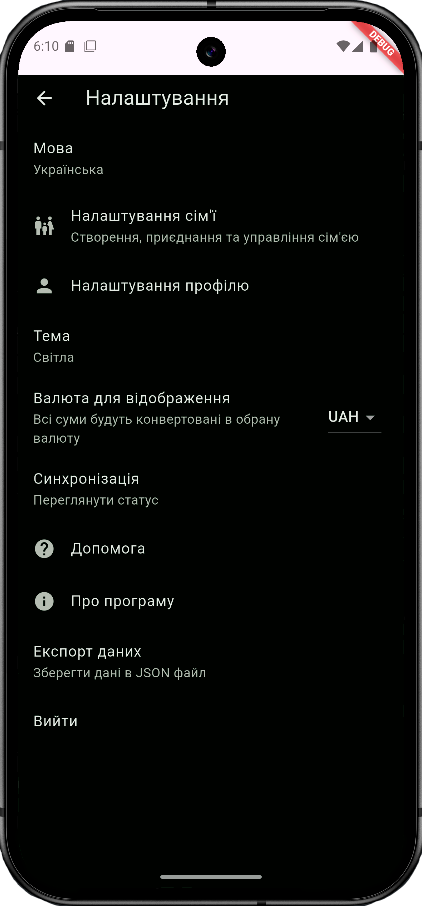 6:10
DEBUG
Налаштування
Мова
Українська
Налаштування сім'ї
Створення, приєднання та управління сім'єю
Налаштування профілю
Тема
Світла
Валюта для відображення
Всі суми будуть конвертовані в обрану
валюту
UAH
Синхронізація
Переглянути статус
Допомога
Про програму
Експорт даних
Зберегти дані в JSON файл
Вийти